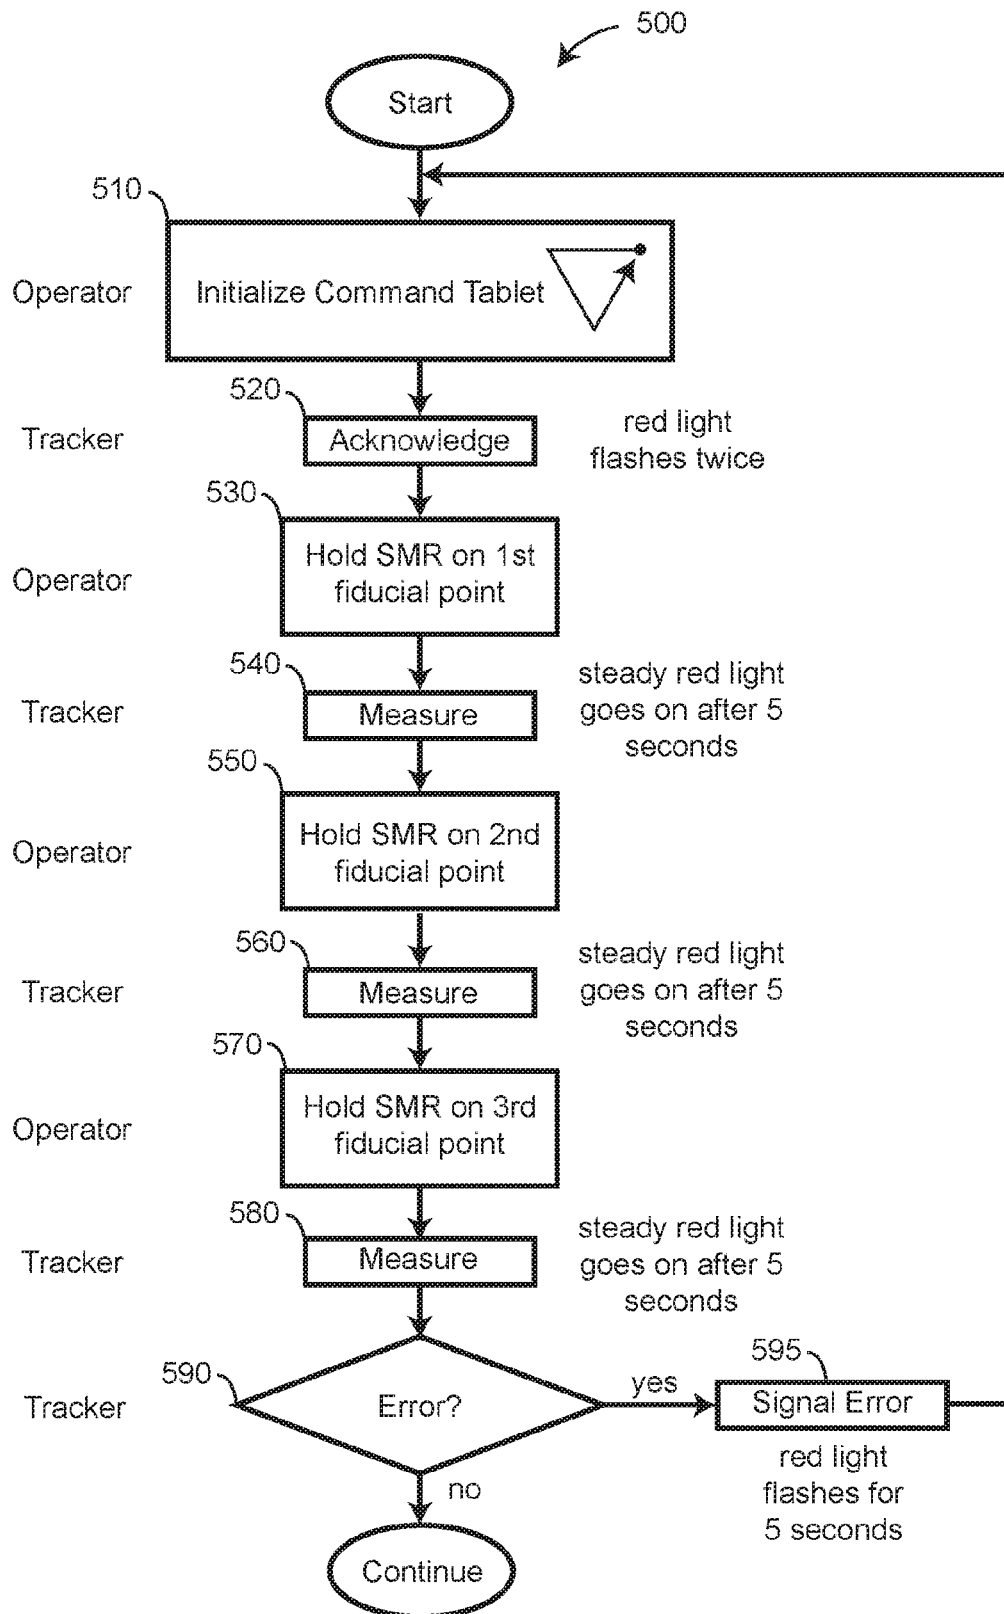 500
Start
510
Operator
Initialize Command Tablet
520
Tracker
Acknowledge
red light
flashes twice
530
Operator
Hold SMR on 1st
fiducial point
540
Tracker
Measure
steady red light
goes on after 5
seconds
550
Operator
Hold SMR on 2nd
fiducial point
560
Tracker
Measure
steady red light
goes on after 5
seconds
570
Operator
Hold SMR on 3rd
fiducial point
580
Tracker
Measure
steady red light
goes on after 5
seconds
590
Tracker
Error?
yes
595
Signal Error
red light
flashes for
5 seconds
no
Continue